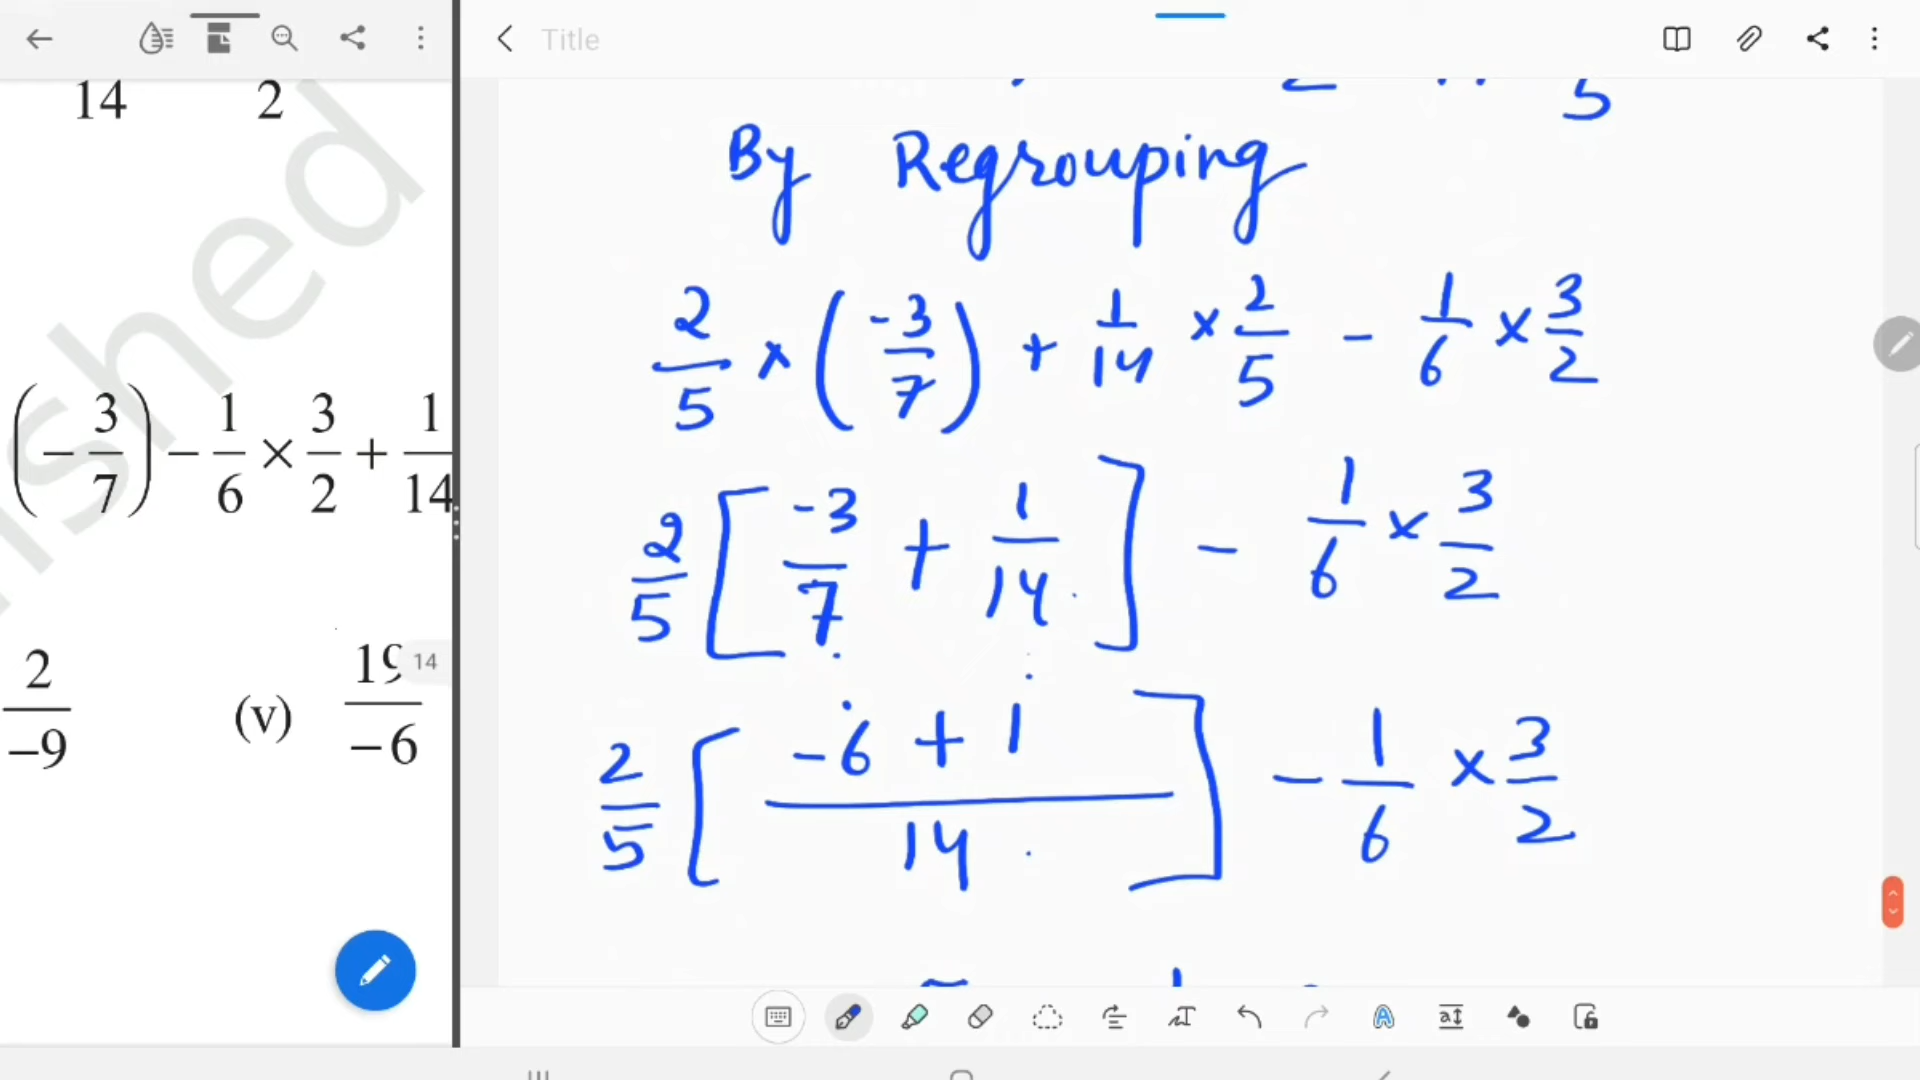 14 2
(-3/7) - 1/6 × 3/2 + 1/14
2/-9 (v) 19/-6
14
shed
Title
By Regrouping
2/5 × (-3/7) + 1/14 × 2/5 - 1/6 × 3/2
2/5 [-3/7 + 1/14] - 1/6 × 3/2
2/5 [-6 + 1 / 14] - 1/6 × 3/2